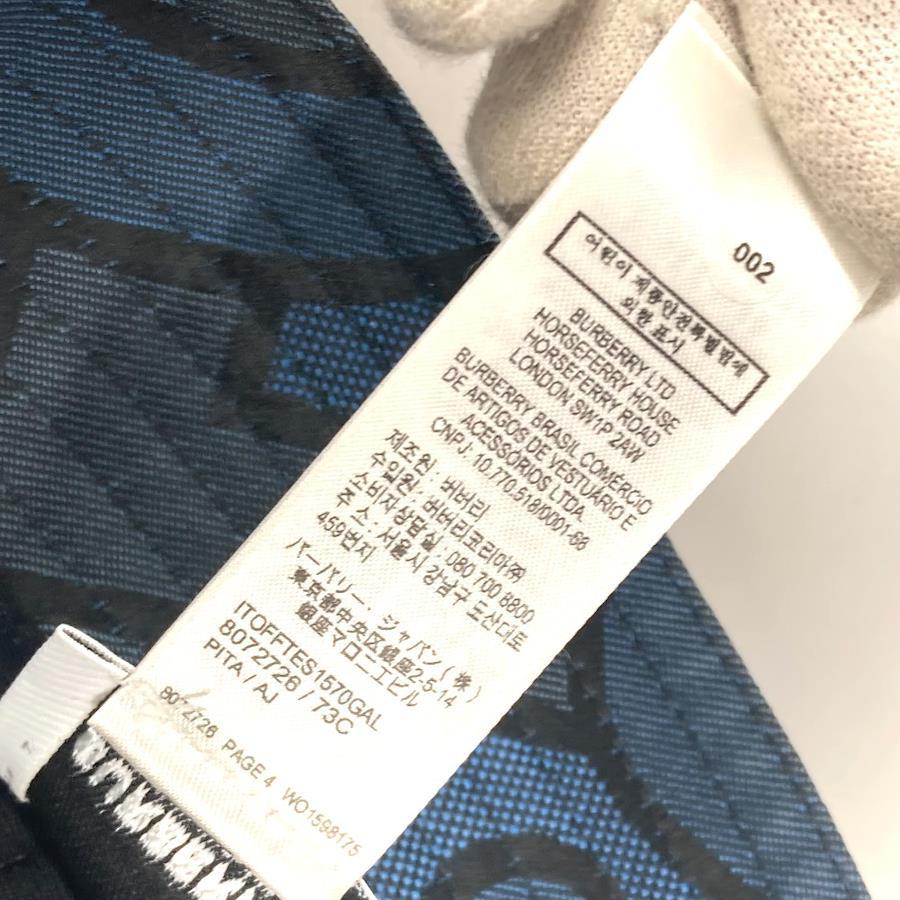 002
어린이 제품안전특별법에
의한 표시
BURBERRY LTD
HORSEFERRY HOUSE
HORSEFERRY ROAD
LONDON SW1P 2AW
BURBERRY BRASIL COMERCIO
DE ARTIGOS DE VESTUÁRIO E
ACESSÓRIOS LTDA.
CNPJ: 10.770.518/0001-66
제조원 : 버버리
수입원 : 버버리코리아㈜
소비자상담실 : 080 700 8800
주 소 : 서울시 강남구 도산대로
459번지
バーバリー・ジャパン(株)
東京都中央区銀座2-5-14
銀座マロニエビル
ITOFFTES1570GAL
8072726 / 73C
PITA / AJ
8072726 PAGE 4 WO1598175